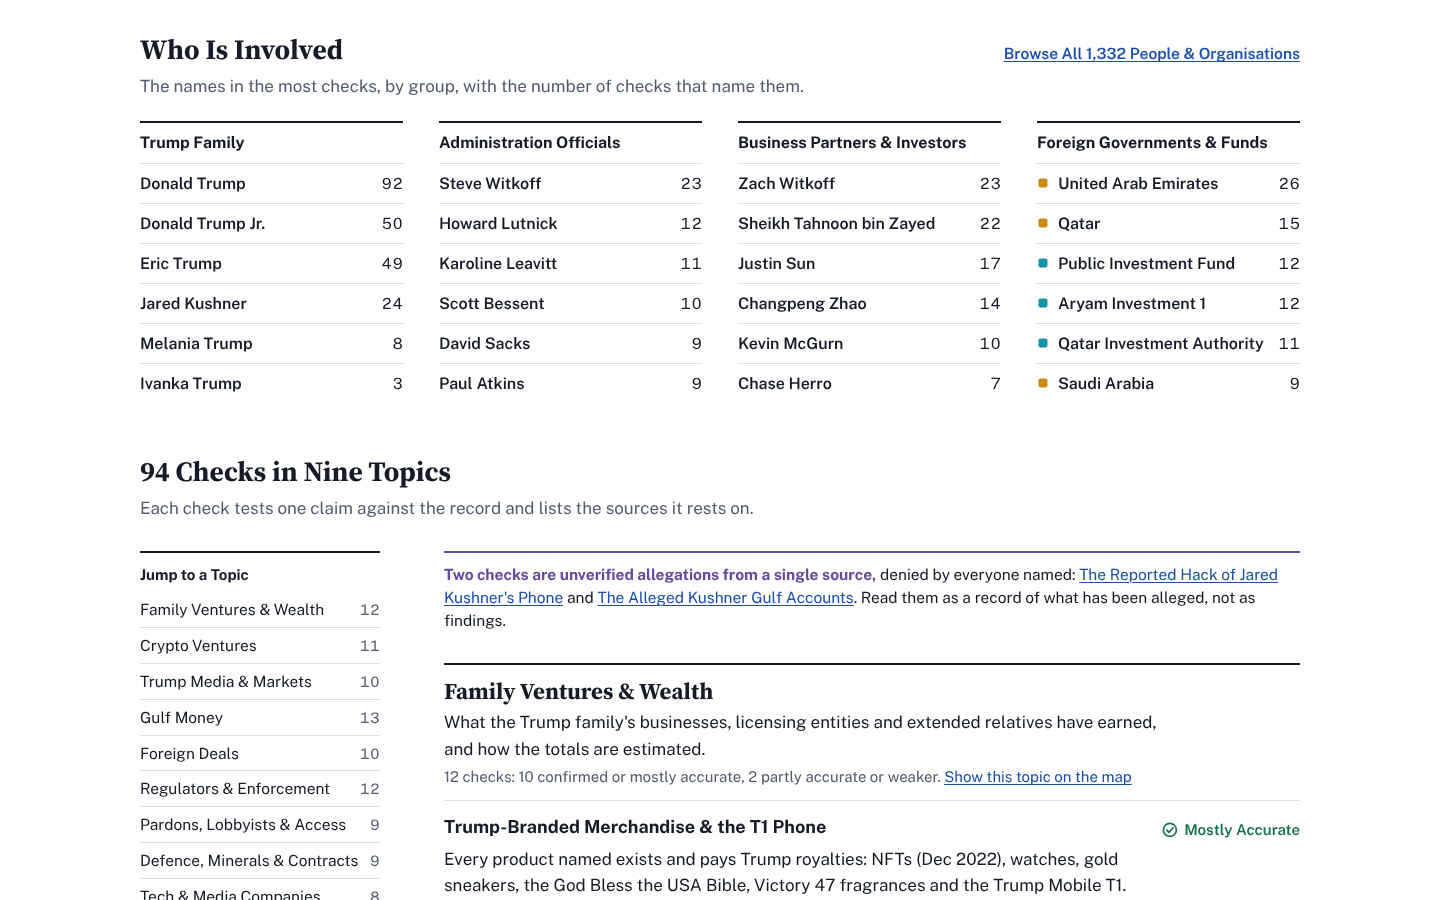 Who Is Involved
Browse All 1,332 People & Organisations
The names in the most checks, by group, with the number of checks that name them.
Trump Family
Donald Trump 92
Donald Trump Jr. 50
Eric Trump 49
Jared Kushner 24
Melania Trump 8
Ivanka Trump 3
Administration Officials
Steve Witkoff 23
Howard Lutnick 12
Karoline Leavitt 11
Scott Bessent 10
David Sacks 9
Paul Atkins 9
Business Partners & Investors
Zach Witkoff 23
Sheikh Tahnoon bin Zayed 22
Justin Sun 17
Changpeng Zhao 14
Kevin McGurn 10
Chase Herro 7
Foreign Governments & Funds
United Arab Emirates 26
Qatar 15
Public Investment Fund 12
Aryam Investment 1 12
Qatar Investment Authority 11
Saudi Arabia 9
94 Checks in Nine Topics
Each check tests one claim against the record and lists the sources it rests on.
Jump to a Topic
Family Ventures & Wealth 12
Crypto Ventures 11
Trump Media & Markets 10
Gulf Money 13
Foreign Deals 10
Regulators & Enforcement 12
Pardons, Lobbyists & Access 9
Defence, Minerals & Contracts 9
Tech & Media Companies 8
Two checks are unverified allegations from a single source, denied by everyone named: The Reported Hack of Jared
Kushner's Phone and The Alleged Kushner Gulf Accounts. Read them as a record of what has been alleged, not as
findings.
Family Ventures & Wealth
What the Trump family's businesses, licensing entities and extended relatives have earned,
and how the totals are estimated.
12 checks: 10 confirmed or mostly accurate, 2 partly accurate or weaker. Show this topic on the map
Trump-Branded Merchandise & the T1 Phone
Mostly Accurate
Every product named exists and pays Trump royalties: NFTs (Dec 2022), watches, gold
sneakers, the God Bless the USA Bible, Victory 47 fragrances and the Trump Mobile T1.